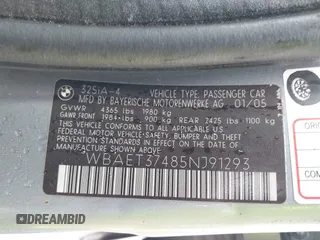 325iA-4 VEHICLE TYPE: PASSENGER CAR
MFD BY BAYERISCHE MOTORENWERKE AG 01/05
GVWR 4365 lbs 1980 kg
GAWR FRONT 1984 lbs 900 kg REAR 2425 lbs 1100 kg
THIS VEHICLE CONFORMS TO ALL APPLICABLE
FEDERAL MOTOR VEHICLE
SAFETY, BUMPER AND THEFT
PREVENTION STANDARDS
IN EFFECT ON THE DATE OF
MANUFACTURE SHOWN ABOVE.
*WBAET37485NJ91293*
DREAMBID
dreambid.com